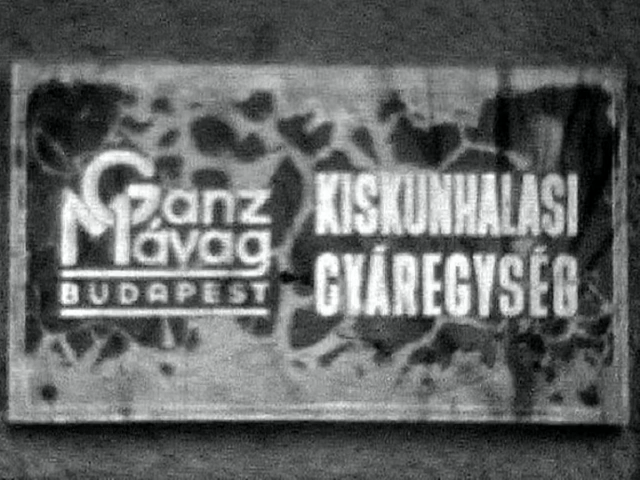 Ganz
Mávag
BUDAPEST
KISKUNHALASI
GYÁREGYSÉG